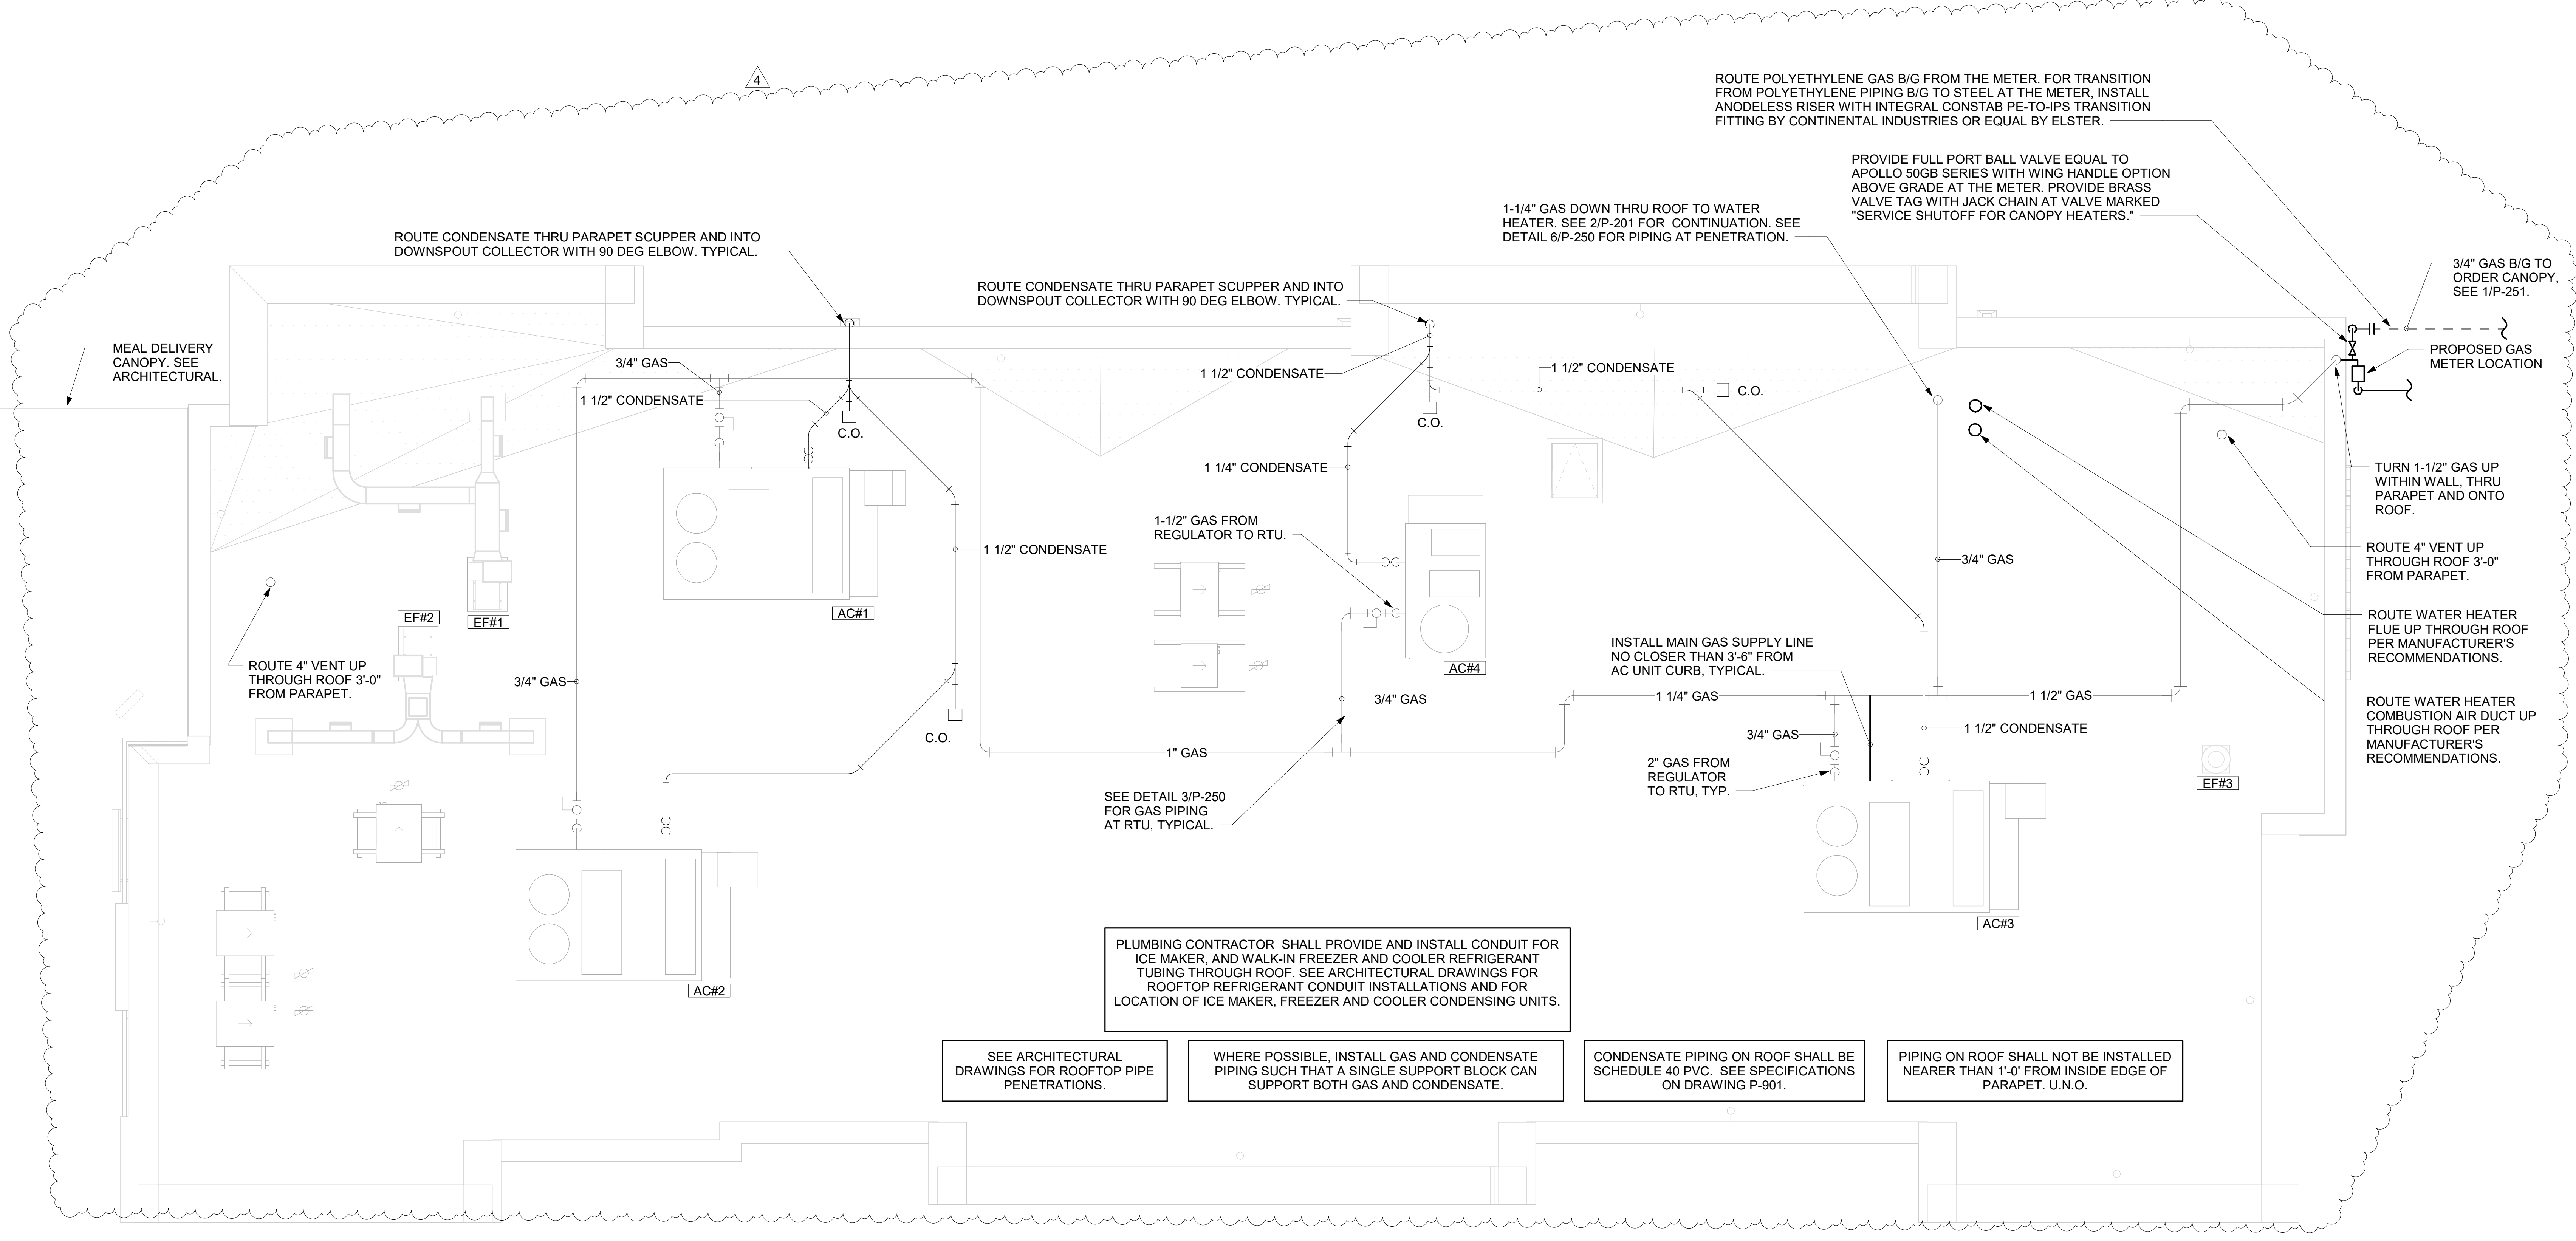 4
ROUTE POLYETHYLENE GAS B/G FROM THE METER. FOR TRANSITION
FROM POLYETHYLENE PIPING B/G TO STEEL AT THE METER, INSTALL
ANODELESS RISER WITH INTEGRAL CONSTAB PE-TO-IPS TRANSITION
FITTING BY CONTINENTAL INDUSTRIES OR EQUAL BY ELSTER.
PROVIDE FULL PORT BALL VALVE EQUAL TO
APOLLO 50GB SERIES WITH WING HANDLE OPTION
ABOVE GRADE AT THE METER. PROVIDE BRASS
VALVE TAG WITH JACK CHAIN AT VALVE MARKED
"SERVICE SHUTOFF FOR CANOPY HEATERS."
1-1/4" GAS DOWN THRU ROOF TO WATER
HEATER. SEE 2/P-201 FOR CONTINUATION. SEE
DETAIL 6/P-250 FOR PIPING AT PENETRATION.
ROUTE CONDENSATE THRU PARAPET SCUPPER AND INTO
DOWNSPOUT COLLECTOR WITH 90 DEG ELBOW. TYPICAL.
ROUTE CONDENSATE THRU PARAPET SCUPPER AND INTO
DOWNSPOUT COLLECTOR WITH 90 DEG ELBOW. TYPICAL.
3/4" GAS B/G TO
ORDER CANOPY,
SEE 1/P-251.
MEAL DELIVERY
CANOPY. SEE
ARCHITECTURAL.
PROPOSED GAS
METER LOCATION
3/4" GAS
1 1/2" CONDENSATE
1 1/2" CONDENSATE
1 1/2" CONDENSATE
C.O.
C.O.
C.O.
1 1/4" CONDENSATE
TURN 1-1/2" GAS UP
WITHIN WALL, THRU
PARAPET AND ONTO
ROOF.
1-1/2" GAS FROM
REGULATOR TO RTU.
1 1/2" CONDENSATE
3/4" GAS
ROUTE 4" VENT UP
THROUGH ROOF 3'-0"
FROM PARAPET.
EF#2
EF#1
AC#1
ROUTE WATER HEATER
FLUE UP THROUGH ROOF
PER MANUFACTURER'S
RECOMMENDATIONS.
ROUTE 4" VENT UP
THROUGH ROOF 3'-0"
FROM PARAPET.
3/4" GAS
AC#4
INSTALL MAIN GAS SUPPLY LINE
NO CLOSER THAN 3'-6" FROM
AC UNIT CURB, TYPICAL.
3/4" GAS
1 1/4" GAS
1 1/2" GAS
ROUTE WATER HEATER
COMBUSTION AIR DUCT UP
THROUGH ROOF PER
MANUFACTURER'S
RECOMMENDATIONS.
C.O.
1" GAS
3/4" GAS
1 1/2" CONDENSATE
2" GAS FROM
REGULATOR
TO RTU, TYP.
EF#3
SEE DETAIL 3/P-250
FOR GAS PIPING
AT RTU, TYPICAL.
AC#3
AC#2
PLUMBING CONTRACTOR SHALL PROVIDE AND INSTALL CONDUIT FOR
ICE MAKER, AND WALK-IN FREEZER AND COOLER REFRIGERANT
TUBING THROUGH ROOF. SEE ARCHITECTURAL DRAWINGS FOR
ROOFTOP REFRIGERANT CONDUIT INSTALLATIONS AND FOR
LOCATION OF ICE MAKER, FREEZER AND COOLER CONDENSING UNITS.
SEE ARCHITECTURAL
DRAWINGS FOR ROOFTOP PIPE
PENETRATIONS.
WHERE POSSIBLE, INSTALL GAS AND CONDENSATE
PIPING SUCH THAT A SINGLE SUPPORT BLOCK CAN
SUPPORT BOTH GAS AND CONDENSATE.
CONDENSATE PIPING ON ROOF SHALL BE
SCHEDULE 40 PVC. SEE SPECIFICATIONS
ON DRAWING P-901.
PIPING ON ROOF SHALL NOT BE INSTALLED
NEARER THAN 1'-0' FROM INSIDE EDGE OF
PARAPET. U.N.O.